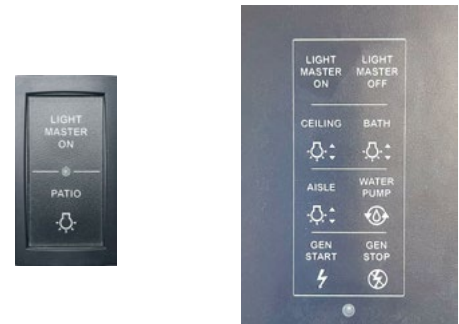 LIGHT
MASTER
ON
PATIO
LIGHT
MASTER
ON
LIGHT
MASTER
OFF
CEILING
BATH
AISLE
WATER
PUMP
GEN
START
GEN
STOP